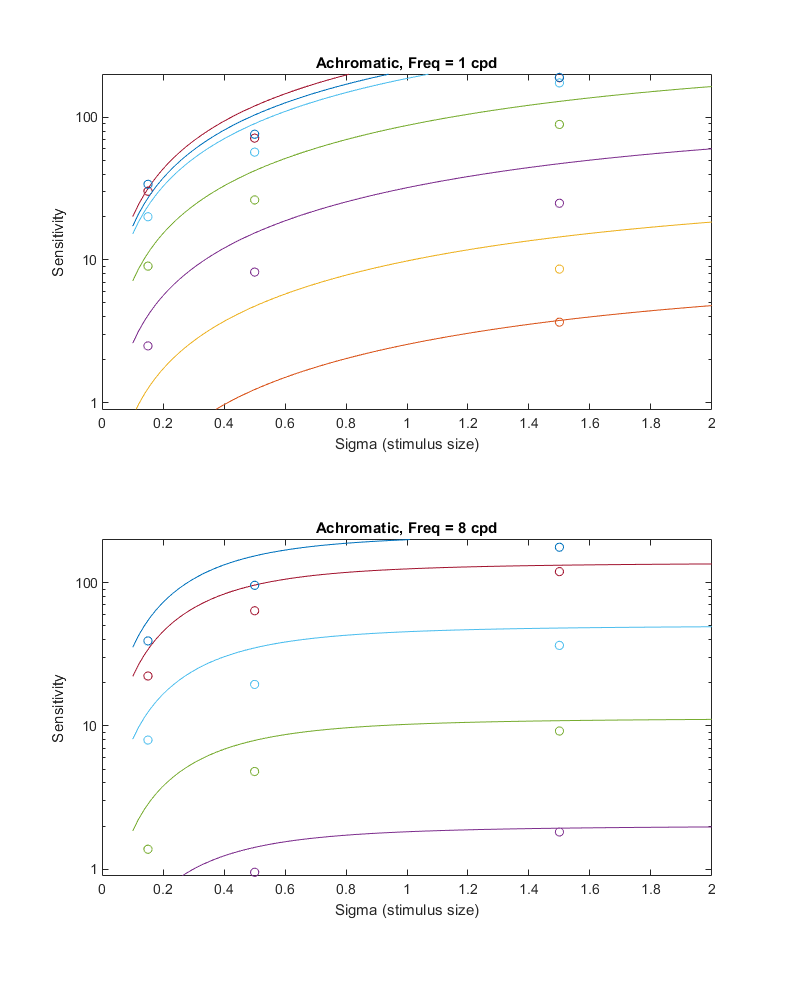 Achromatic, Freq = 1 cpd
100
10
1
Sensitivity
0 0.2 0.4 0.6 0.8 1 1.2 1.4 1.6 1.8 2
Sigma (stimulus size)
Achromatic, Freq = 8 cpd
100
10
1
Sensitivity
0 0.2 0.4 0.6 0.8 1 1.2 1.4 1.6 1.8 2
Sigma (stimulus size)